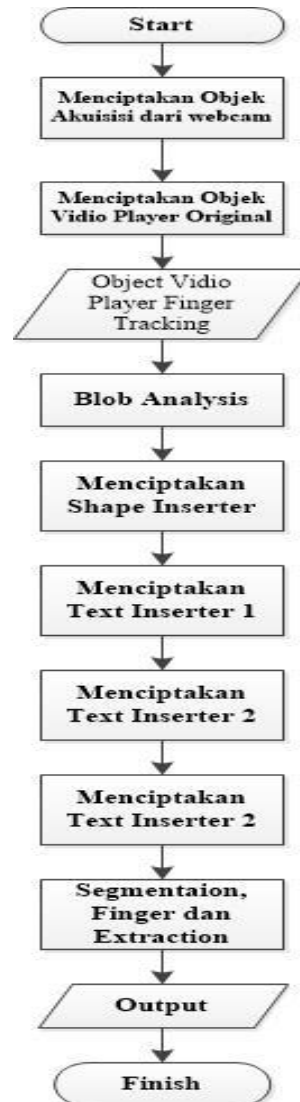 Start
Menciptakan Objek
Akuisisi dari webcam
Menciptakan Objek
Vidio Player Original
Object Vidio
Player Finger
Tracking
Blob Analysis
Menciptakan
Shape Inserter
Menciptakan
Text Inserter 1
Menciptakan
Text Inserter 2
Menciptakan
Text Inserter 2
Segmentaion,
Finger dan
Extraction
Output
Finish